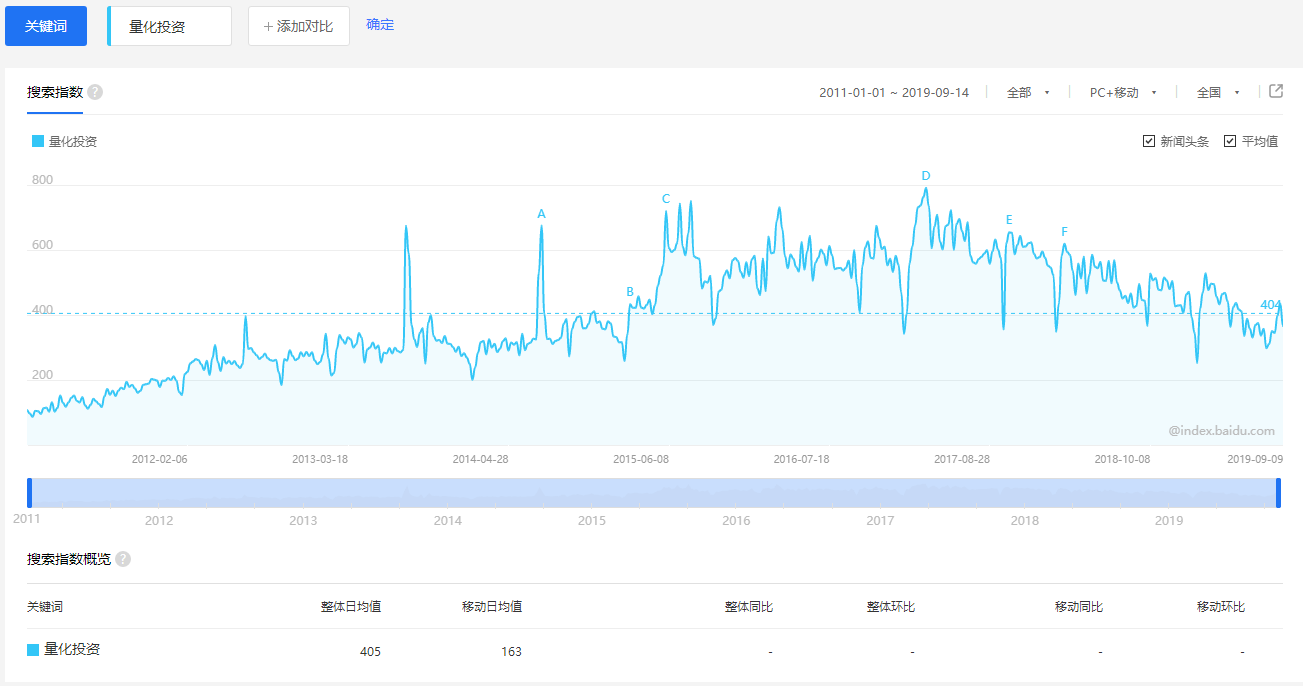 关键词 量化投资 +添加对比 确定
搜索指数 ? 2011-01-01 ~ 2019-09-14 全部 PC+移动 全国
量化投资 新闻头条 平均值
800
600
400
200
A
B
C
D
E
F
404
@index.baidu.com
2012-02-06 2013-03-18 2014-04-28 2015-06-08 2016-07-18 2017-08-28 2018-10-08 2019-09-09
2011 2012 2013 2014 2015 2016 2017 2018 2019
搜索指数概览 ?
关键词 整体日均值 移动日均值 整体同比 整体环比 移动同比 移动环比
量化投资 405 163 - - - -